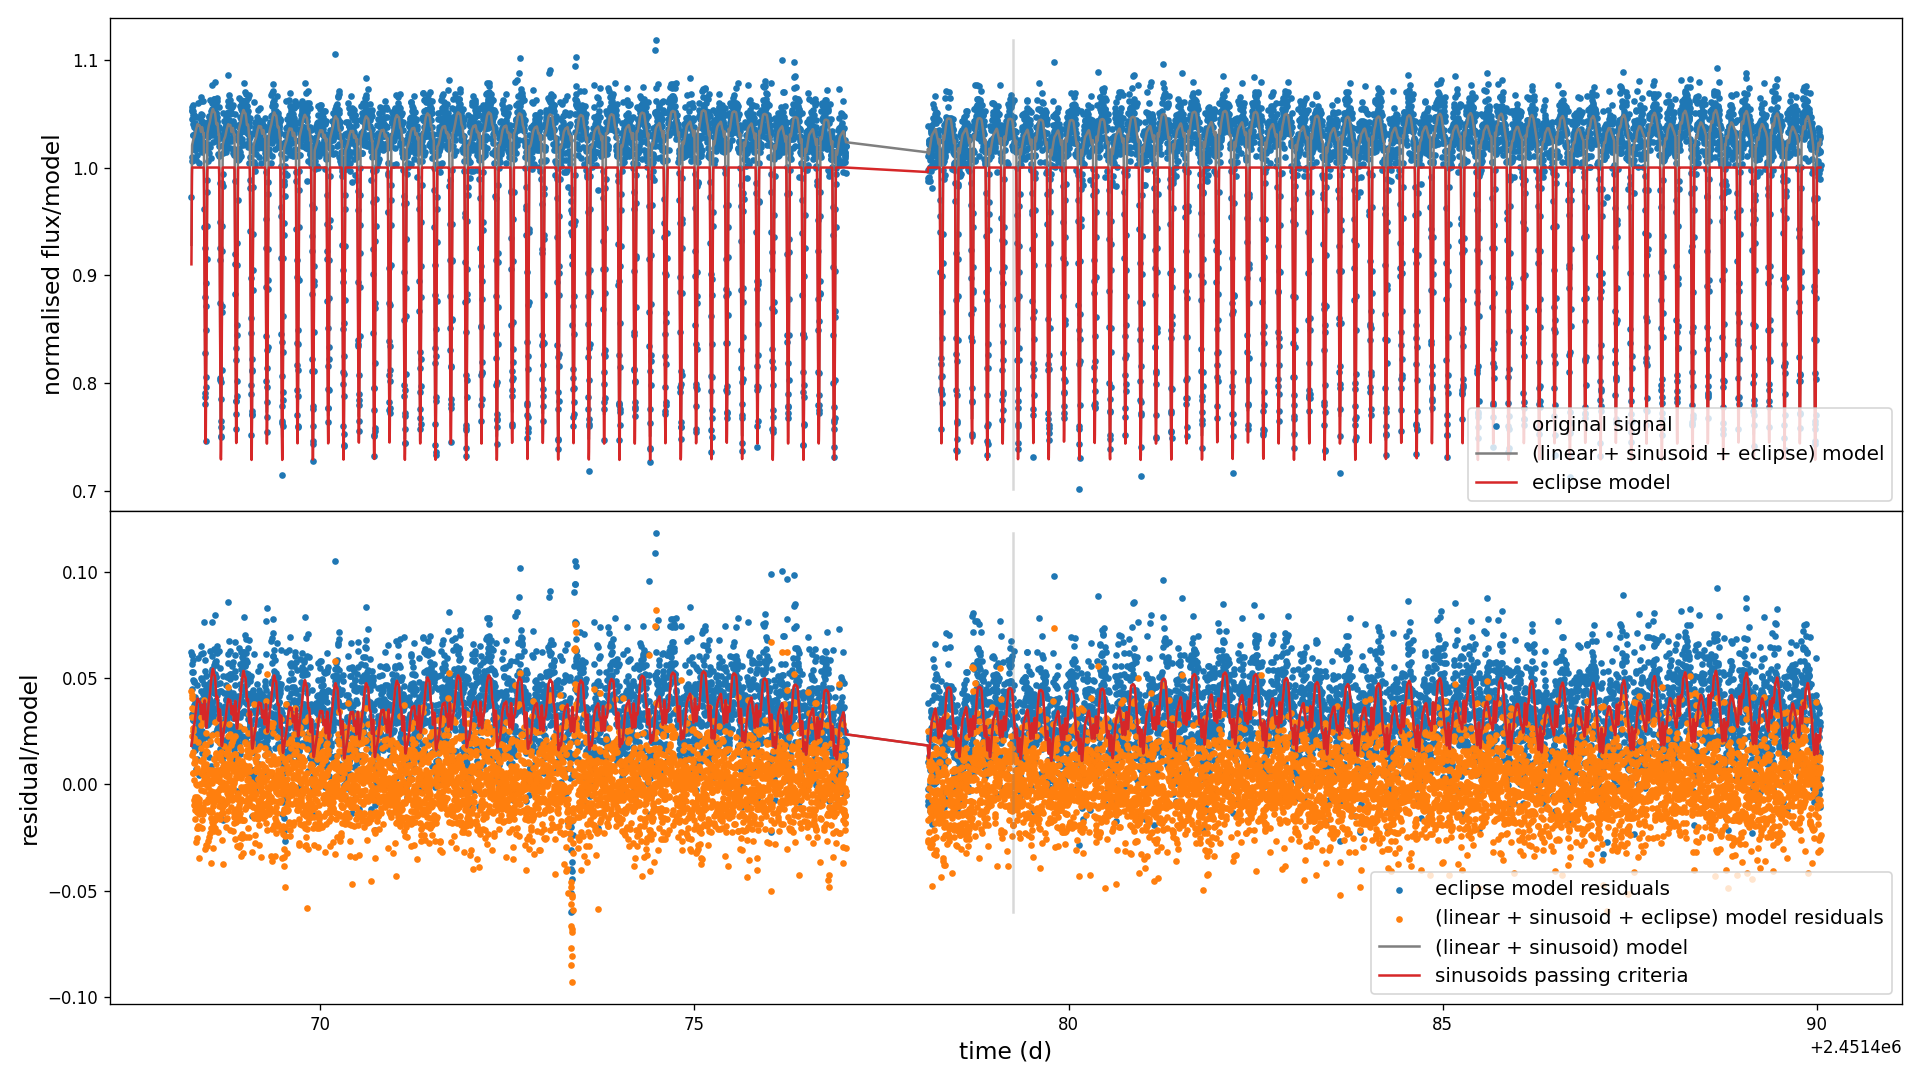 normalised flux/model
1.1
1.0
0.9
0.8
0.7
original signal
(linear + sinusoid + eclipse) model
eclipse model
residual/model
0.10
0.05
0.00
−0.05
−0.10
eclipse model residuals
(linear + sinusoid + eclipse) model residuals
(linear + sinusoid) model
sinusoids passing criteria
70
75
80
85
90
time (d)
+2.4514e6